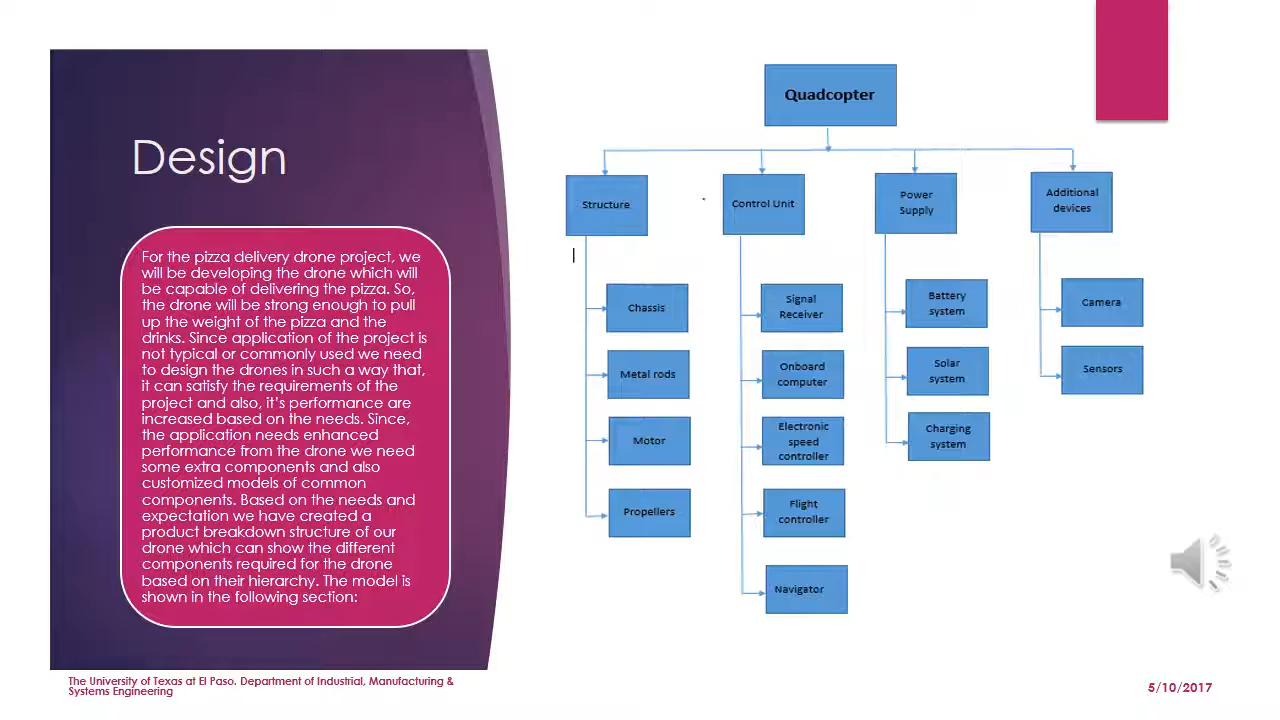 Design
For the pizza delivery drone project, we
will be developing the drone which will
be capable of delivering the pizza. So,
the drone will be strong enough to pull
up the weight of the pizza and the
drinks. Since application of the project is
not typical or commonly used we need
to design the drones in such a way that,
it can satisfy the requirements of the
project and also, it's performance are
increased based on the needs. Since,
the application needs enhanced
performance from the drone we need
some extra components and also
customized models of common
components. Based on the needs and
expectation we have created a
product breakdown structure of our
drone which can show the different
components required for the drone
based on their hierarchy. The model is
shown in the following section:
Quadcopter
Structure
Chassis
Metal rods
Motor
Propellers
Control Unit
Signal
Receiver
Onboard
computer
Electronic
speed
controller
Flight
controller
Navigator
Power
Supply
Battery
system
Solar
system
Charging
system
Additional
devices
Camera
Sensors
The University of Texas at El Paso. Department of Industrial, Manufacturing &
Systems Engineering
5/10/2017